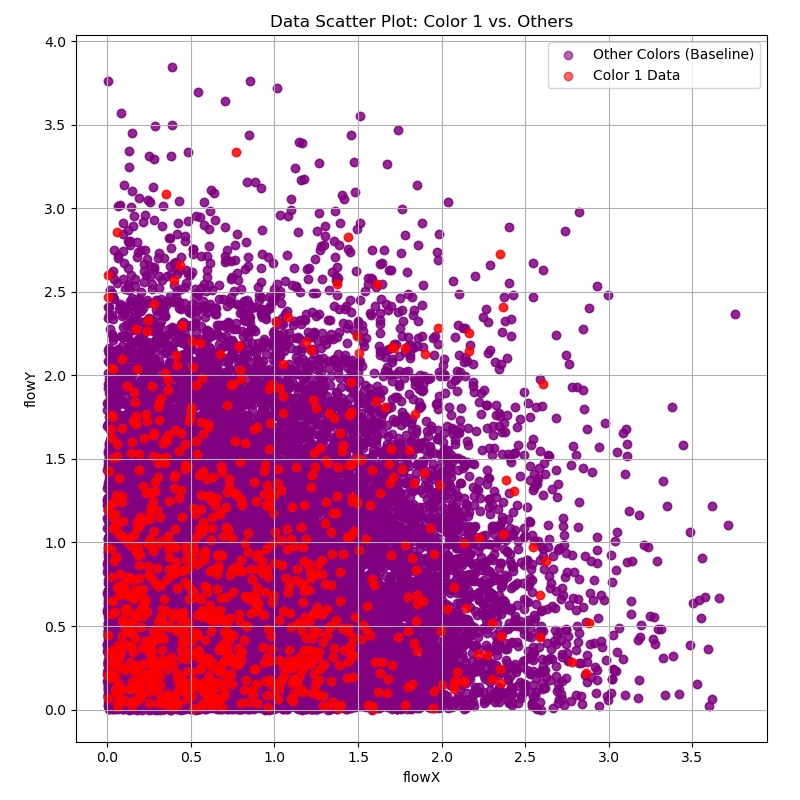 Data Scatter Plot: Color 1 vs. Others
Other Colors (Baseline)
Color 1 Data
4.0
3.5
3.0
2.5
2.0
1.5
1.0
0.5
0.0
flowY
0.0 0.5 1.0 1.5 2.0 2.5 3.0 3.5
flowX